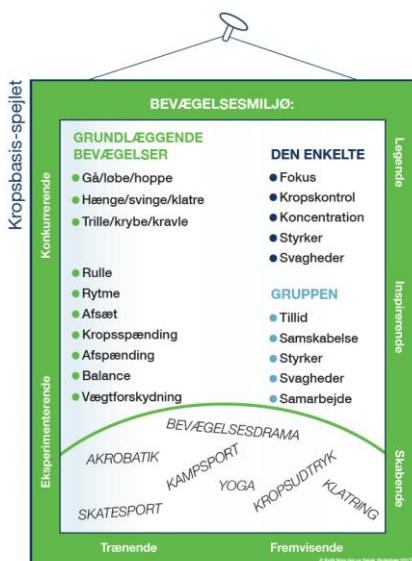 Kropsbasis-spejlet
BEVÆGELSESMILJØ:
Konkurrerende
Eksperimenterende
GRUNDLÆGGENDE
BEVÆGELSER
Gå/løbe/hoppe
Hænge/svinge/klatre
Trille/krybe/kravle
Rulle
Rytme
Afsæt
Kropsspænding
Afspænding
Balance
Vægtforskydning
DEN ENKELTE
Fokus
Kropskontrol
Koncentration
Styrker
Svagheder
GRUPPEN
Tillid
Samskabelse
Styrker
Svagheder
Samarbejde
Legende
Inspirerende
Skabende
BEVÆGELSESDRAMA
AKROBATIK
KAMPSPORT
YOGA
KROPSUDTRYK
KLATRING
SKATESPORT
Trænende
Fremvisende